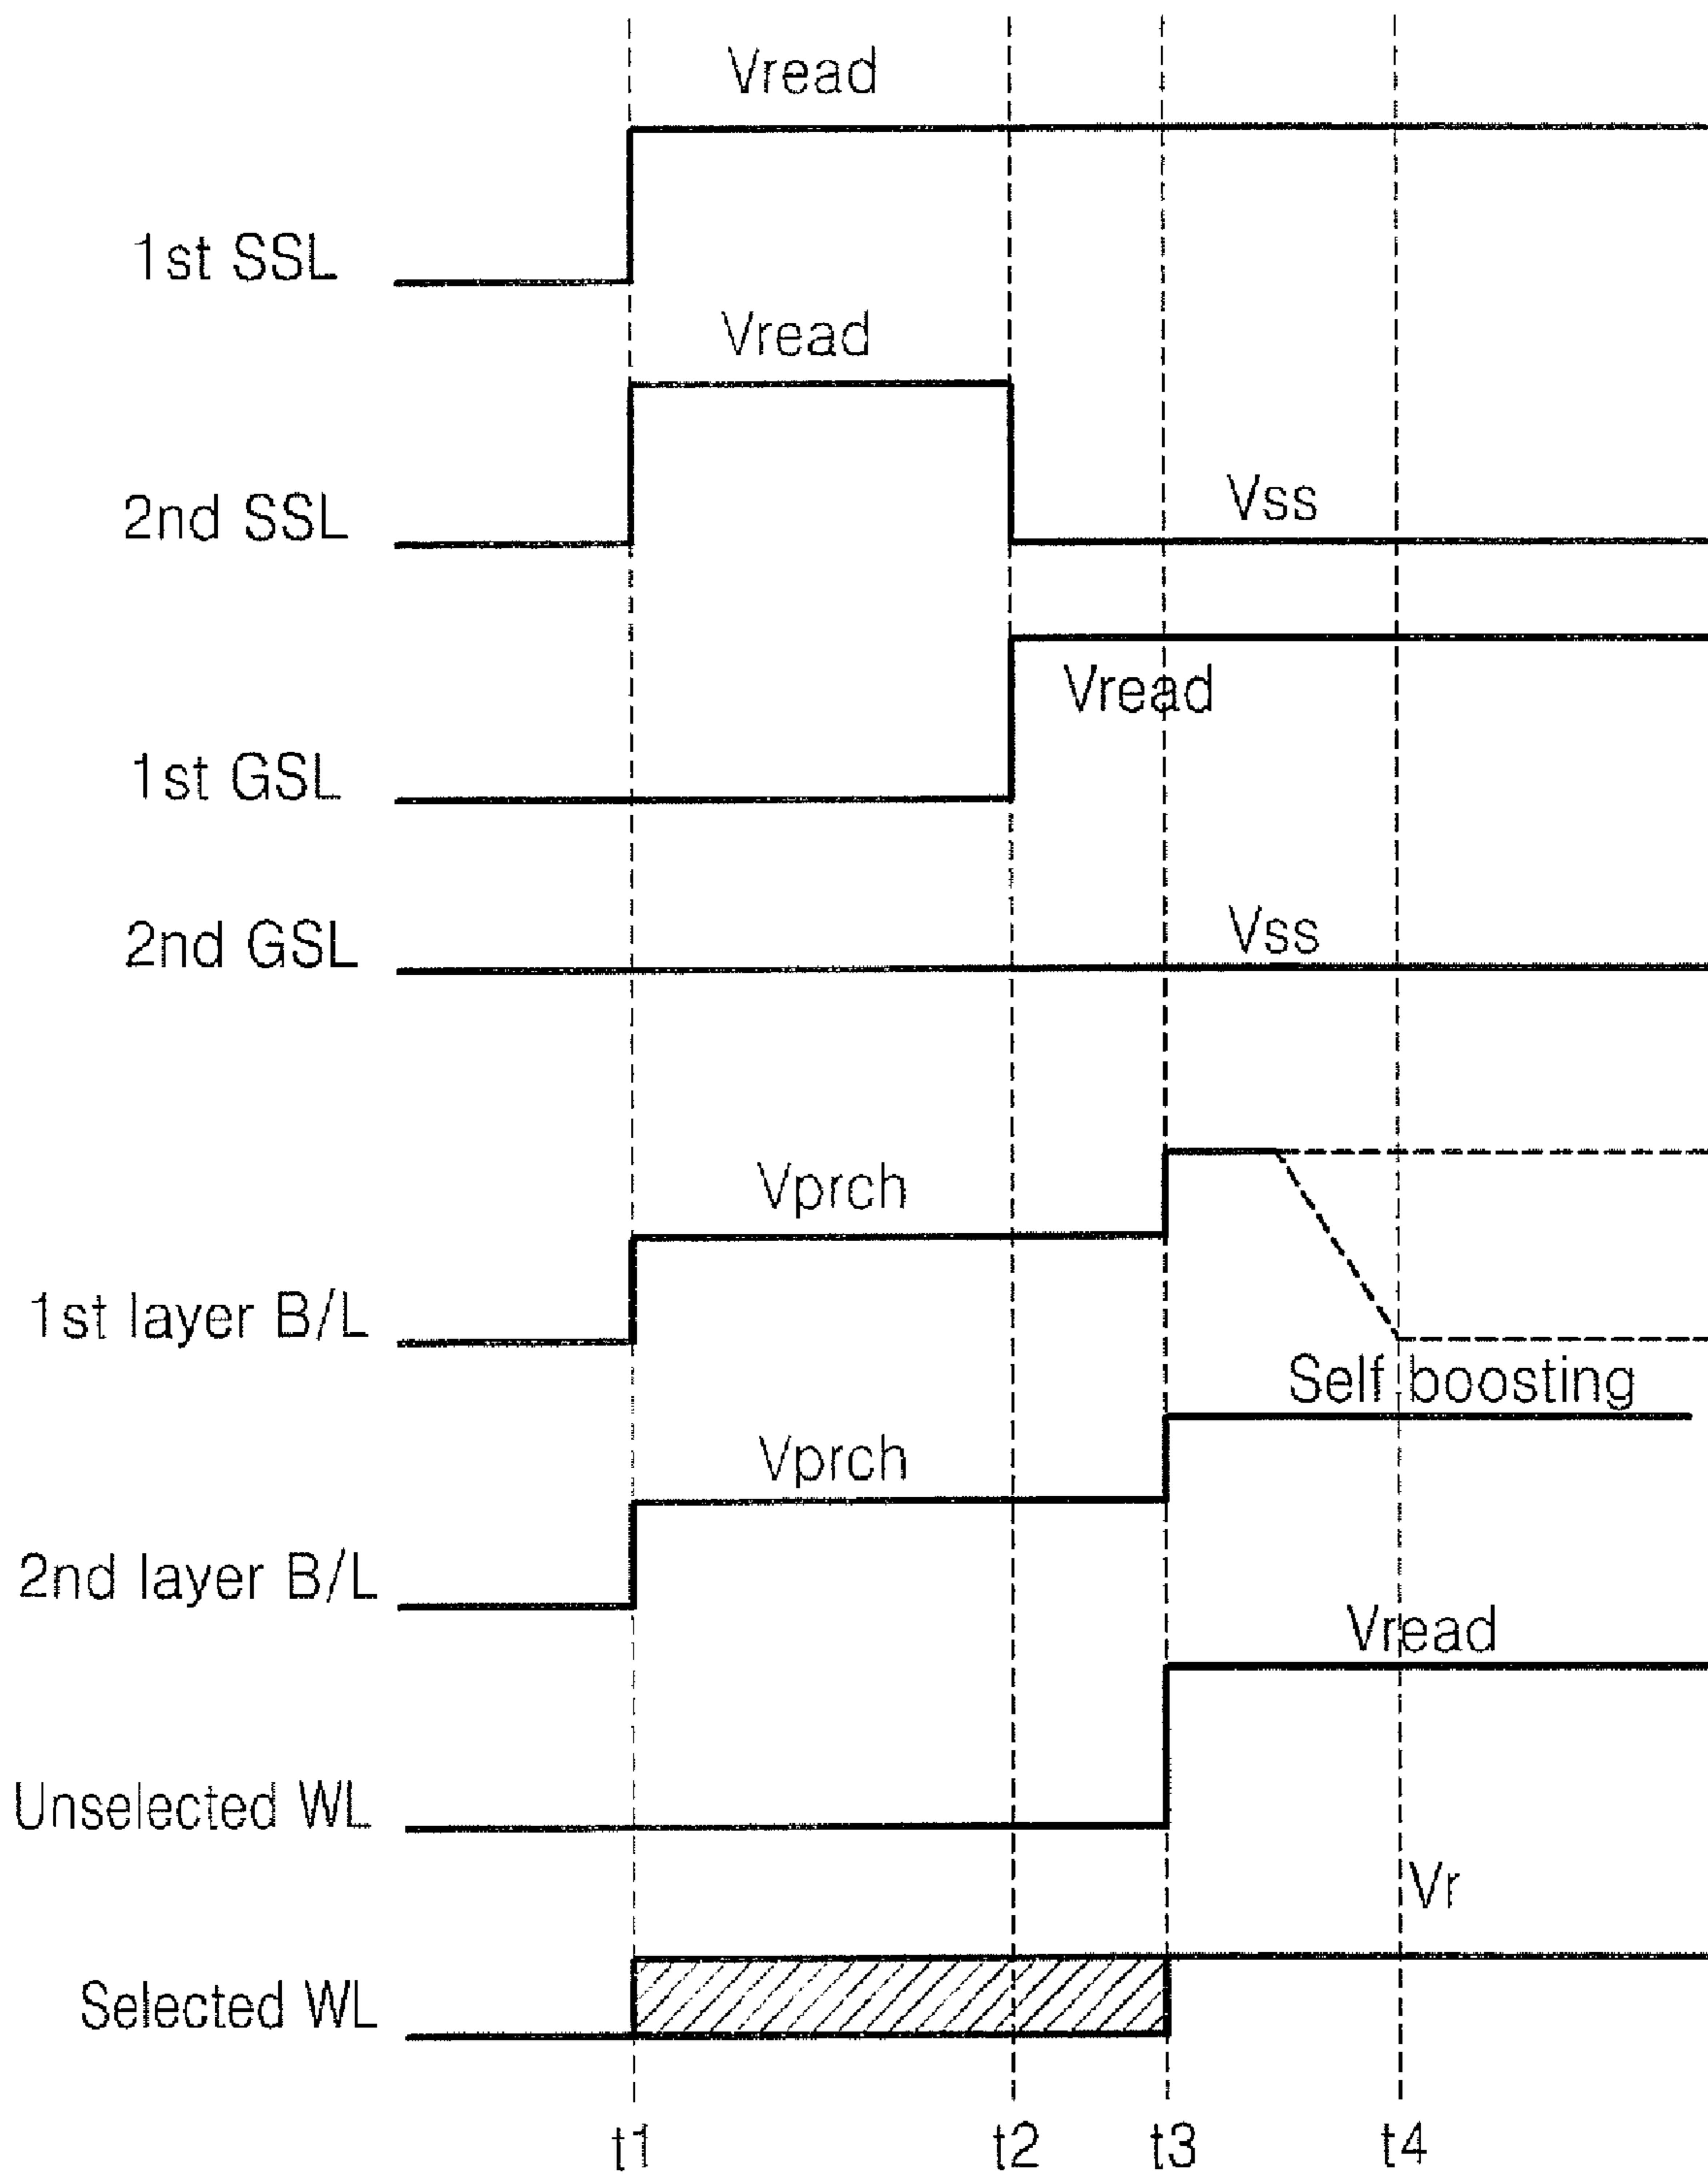 Vread
1st SSL
Vread
2nd SSL
Vss
Vread
1st GSL
2nd GSL
Vss
Vprch
1st layer B/L
Self boosting
Vprch
2nd layer B/L
Vread
Unselected WL
Vr
Selected WL
t1 t2 t3 t4